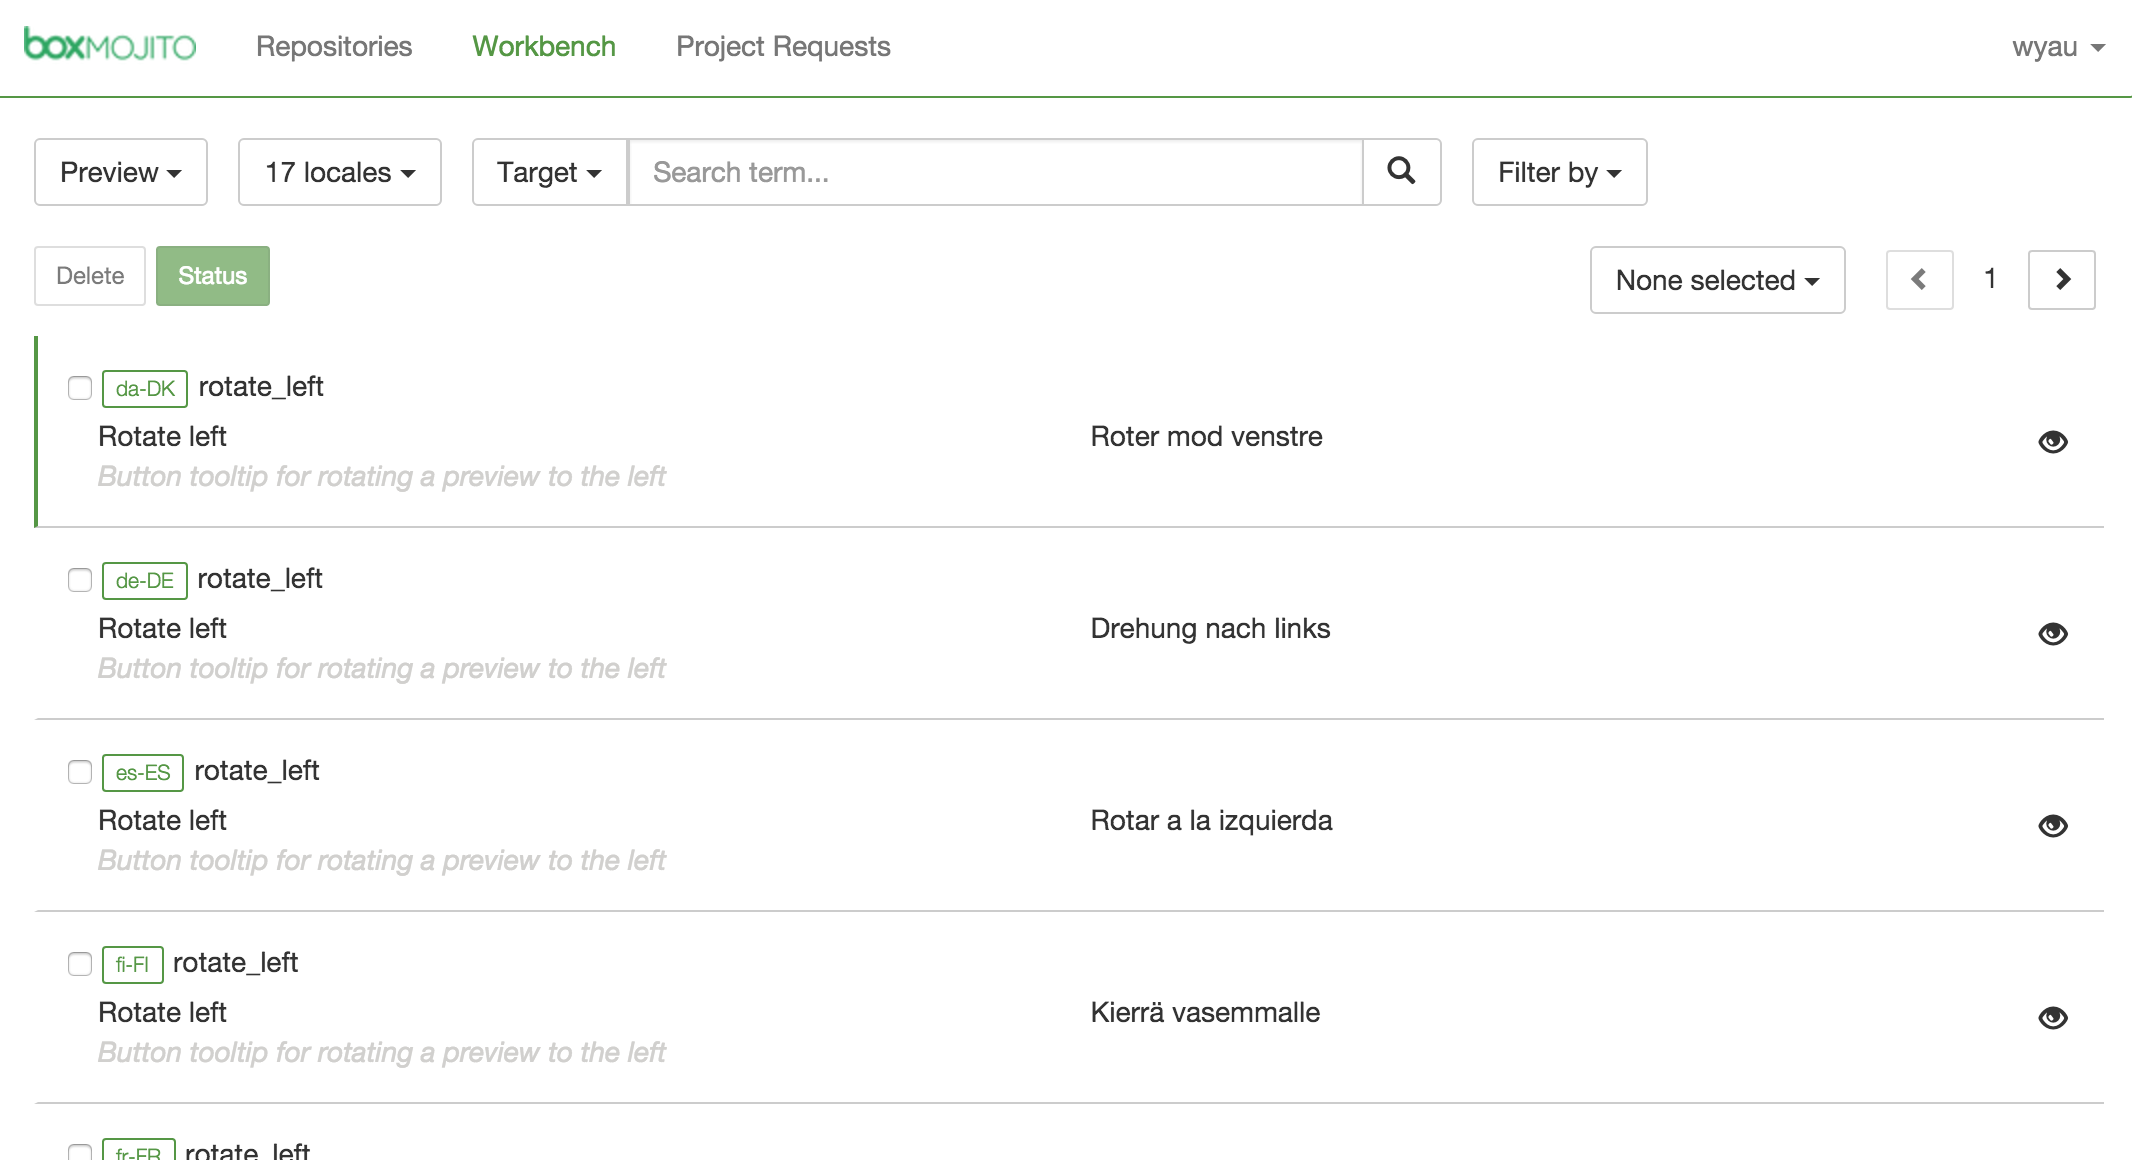 boxMOJITO Repositories Workbench Project Requests wyau
Preview 17 locales Target Search term... Filter by
Delete Status None selected 1
da-DK rotate_left
Rotate left Roter mod venstre
Button tooltip for rotating a preview to the left
de-DE rotate_left
Rotate left Drehung nach links
Button tooltip for rotating a preview to the left
es-ES rotate_left
Rotate left Rotar a la izquierda
Button tooltip for rotating a preview to the left
fi-FI rotate_left
Rotate left Kierrä vasemmalle
Button tooltip for rotating a preview to the left
fr-FR rotate_left